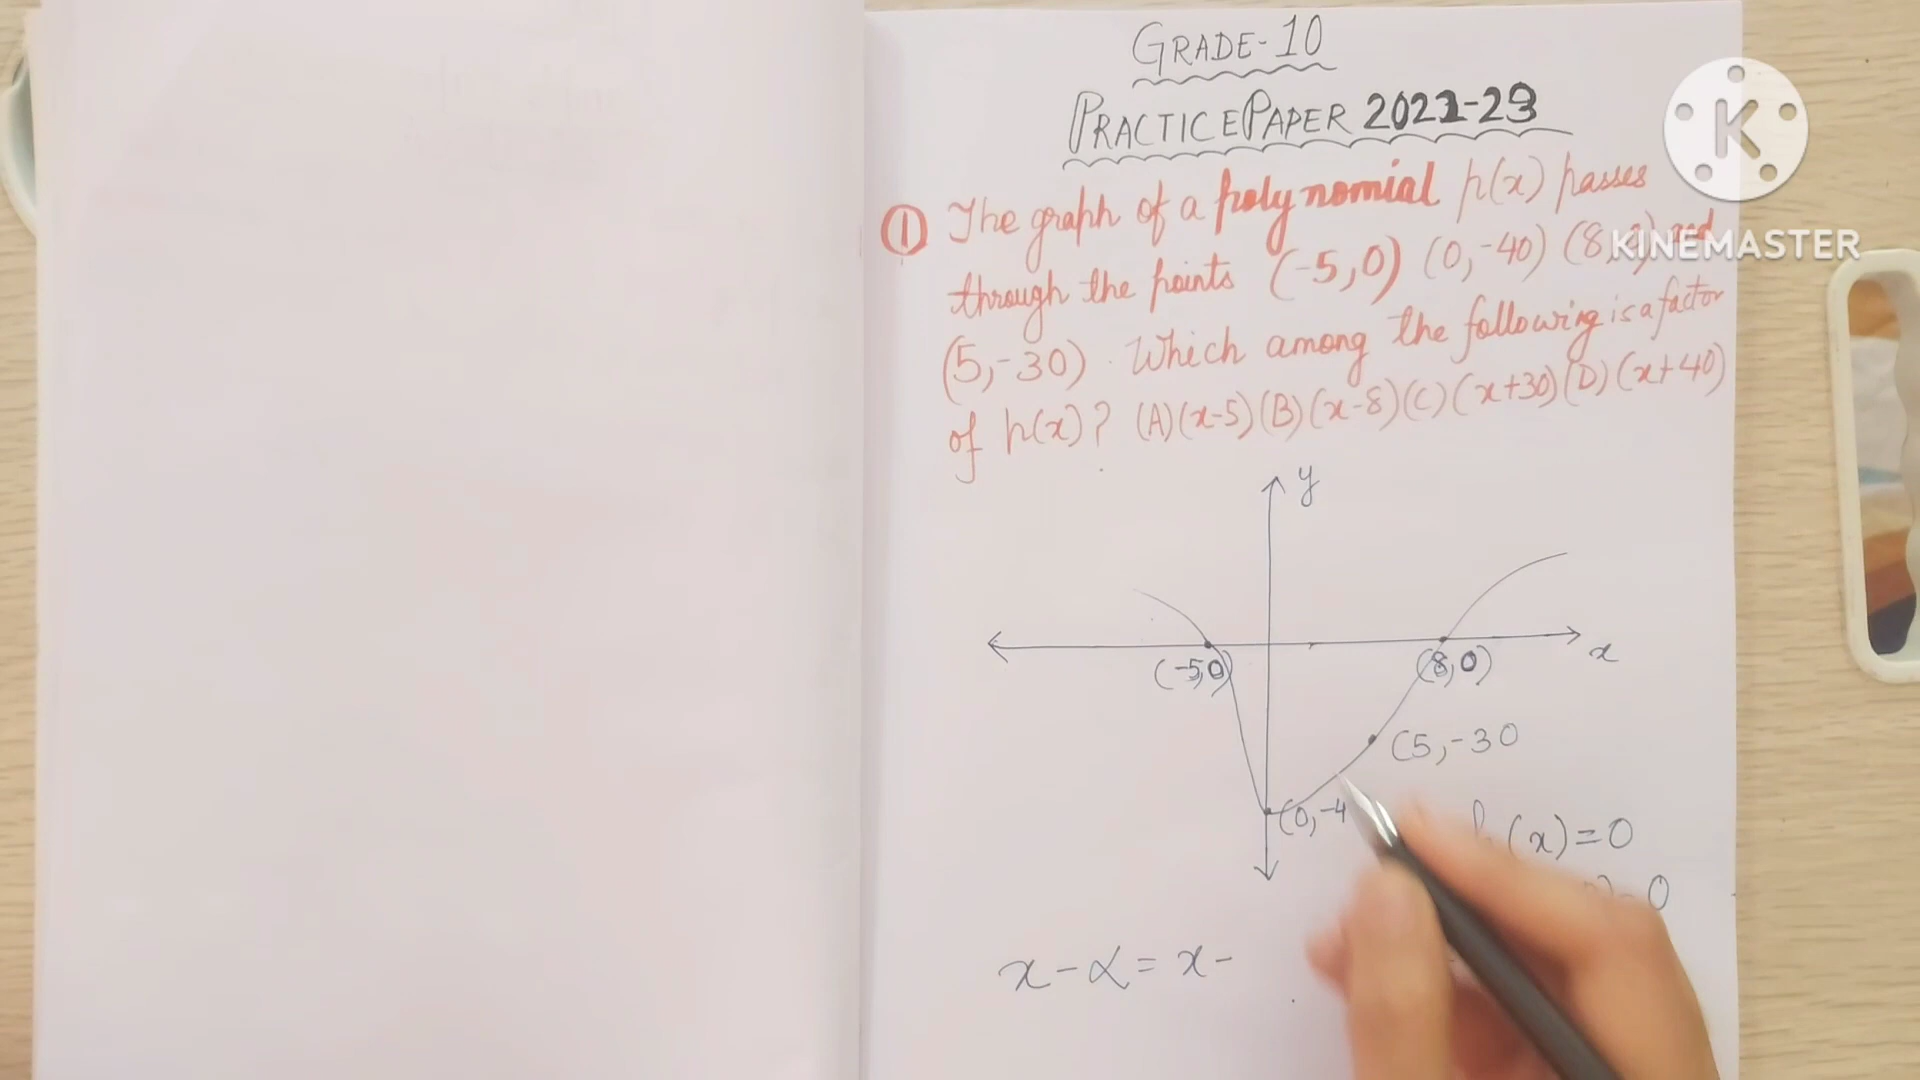 GRADE-10
PRACTICE PAPER 2022-23
K
① The graph of a polynomial p(x) passes
through the points (-5,0) (0,-40) (8, and
KINEMASTER
(5,-30). Which among the following is a factor
of p(x)? (A)(x-5)(B)(x-8)(C)(x+30)(D)(x+40)
y
x
(-5,0)
(8,0)
(5,-30
(0,-4
(x)=0
0
x-α=x-